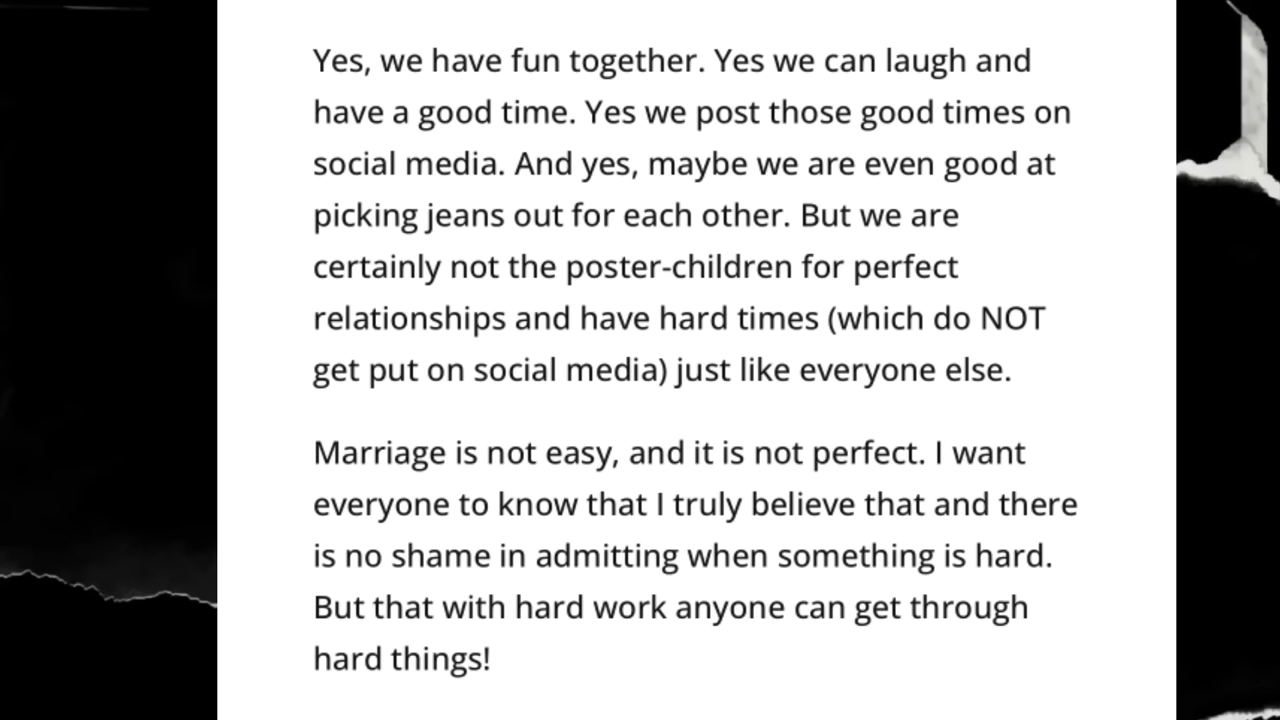 Yes, we have fun together. Yes we can laugh and
have a good time. Yes we post those good times on
social media. And yes, maybe we are even good at
picking jeans out for each other. But we are
certainly not the poster-children for perfect
relationships and have hard times (which do NOT
get put on social media) just like everyone else.
Marriage is not easy, and it is not perfect. I want
everyone to know that I truly believe that and there
is no shame in admitting when something is hard.
But that with hard work anyone can get through
hard things!